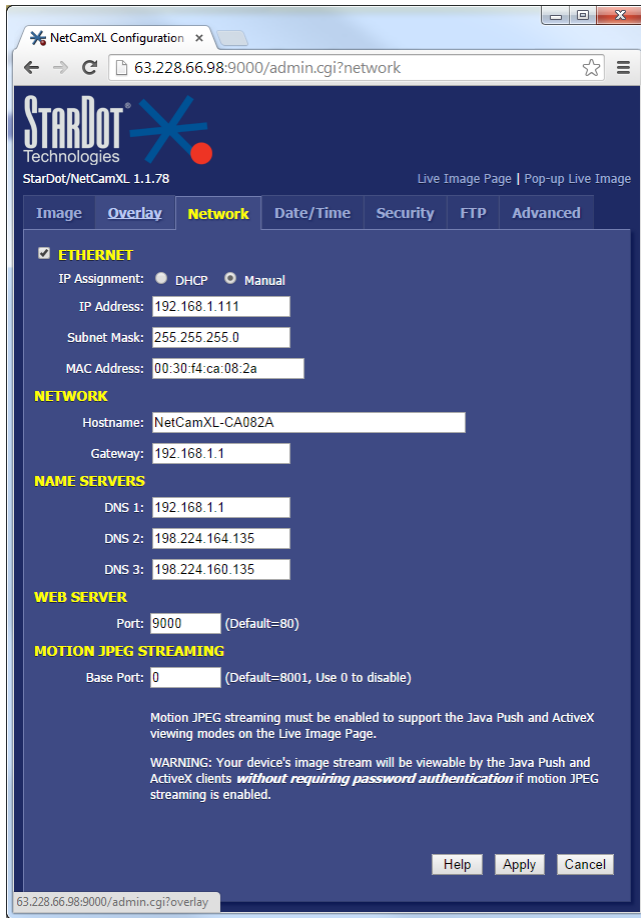 NetCamXL Configuration
63.228.66.98:9000/admin.cgi?network
STARDOT®
Technologies
StarDot/NetCamXL 1.1.78
Live Image Page | Pop-up Live Image
Image Overlay Network Date/Time Security FTP Advanced
ETHERNET
IP Assignment: DHCP Manual
IP Address: 192.168.1.111
Subnet Mask: 255.255.255.0
MAC Address: 00:30:f4:ca:08:2a
NETWORK
Hostname: NetCamXL-CA082A
Gateway: 192.168.1.1
NAME SERVERS
DNS 1: 192.168.1.1
DNS 2: 198.224.164.135
DNS 3: 198.224.160.135
WEB SERVER
Port: 9000 (Default=80)
MOTION JPEG STREAMING
Base Port: 0 (Default=8001, Use 0 to disable)
Motion JPEG streaming must be enabled to support the Java Push and ActiveX
viewing modes on the Live Image Page.
WARNING: Your device's image stream will be viewable by the Java Push and
ActiveX clients without requiring password authentication if motion JPEG
streaming is enabled.
Help Apply Cancel
63.228.66.98:9000/admin.cgi?overlay